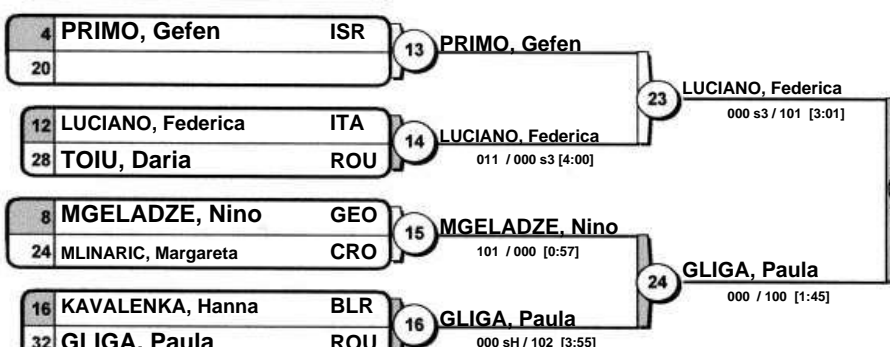 4 PRIMO, Gefen ISR
20
13 PRIMO, Gefen
12 LUCIANO, Federica ITA
28 TOIU, Daria ROU
14 LUCIANO, Federica
011 / 000 s3 [4:00]
23 LUCIANO, Federica
000 s3 / 101 [3:01]
8 MGELADZE, Nino GEO
24 MLINARIC, Margareta CRO
15 MGELADZE, Nino
101 / 000 [0:57]
16 KAVALENKA, Hanna BLR
32 GLIGA, Paula ROU
16 GLIGA, Paula
000 sH / 102 [3:55]
24 GLIGA, Paula
000 / 100 [1:45]